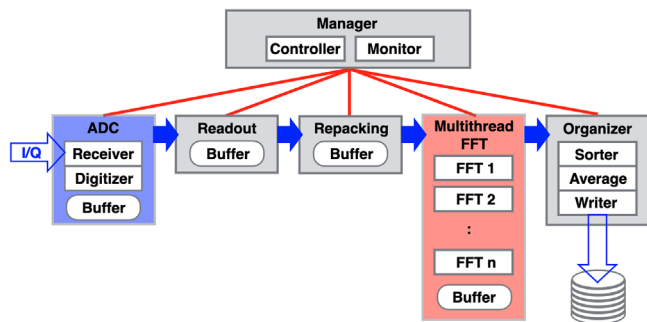 Manager
Controller
Monitor
ADC
Readout
Repacking
Multithread
FFT
Organizer
I/Q
Receiver
Digitizer
Buffer
Buffer
Buffer
FFT 1
FFT 2
:
FFT n
Buffer
Sorter
Average
Writer